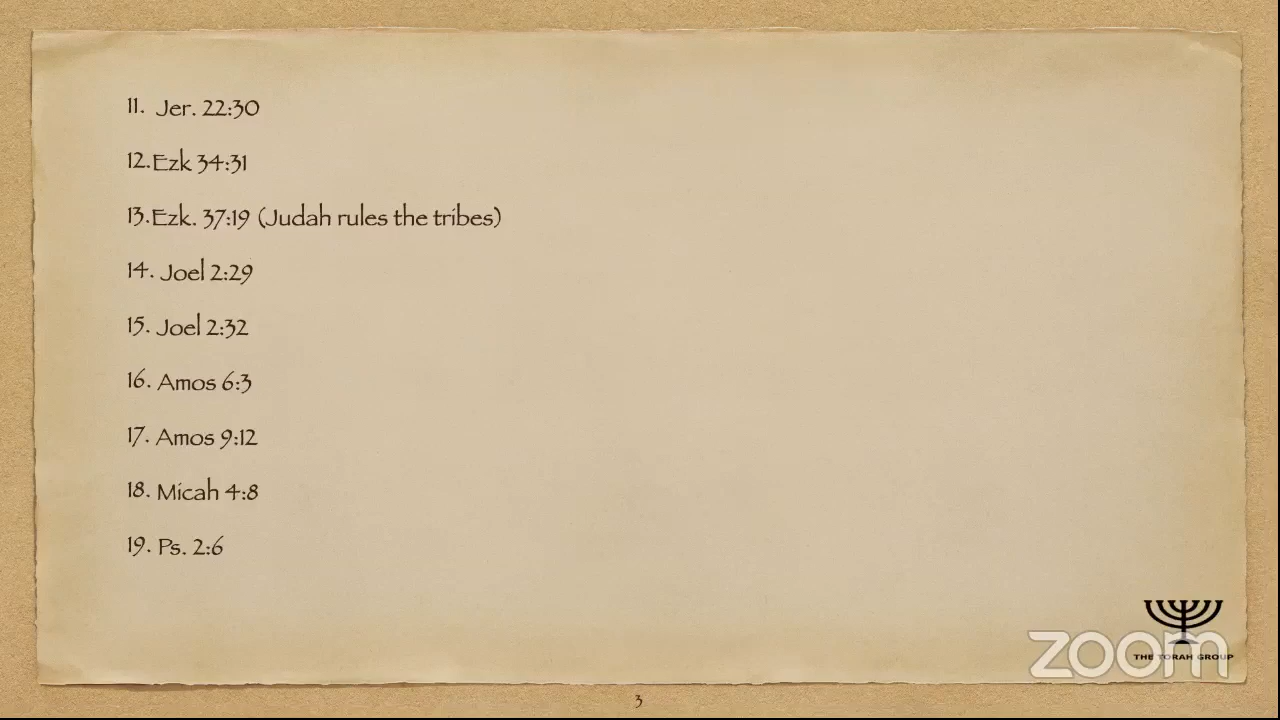 11. Jer. 22:30
12.Ezk 34:31
13.Ezk. 37:19 (Judah rules the tribes)
14. Joel 2:29
15. Joel 2:32
16. Amos 6:3
17. Amos 9:12
18. Micah 4:8
19. Ps. 2:6
THE TORAH GROUP
zoom
3